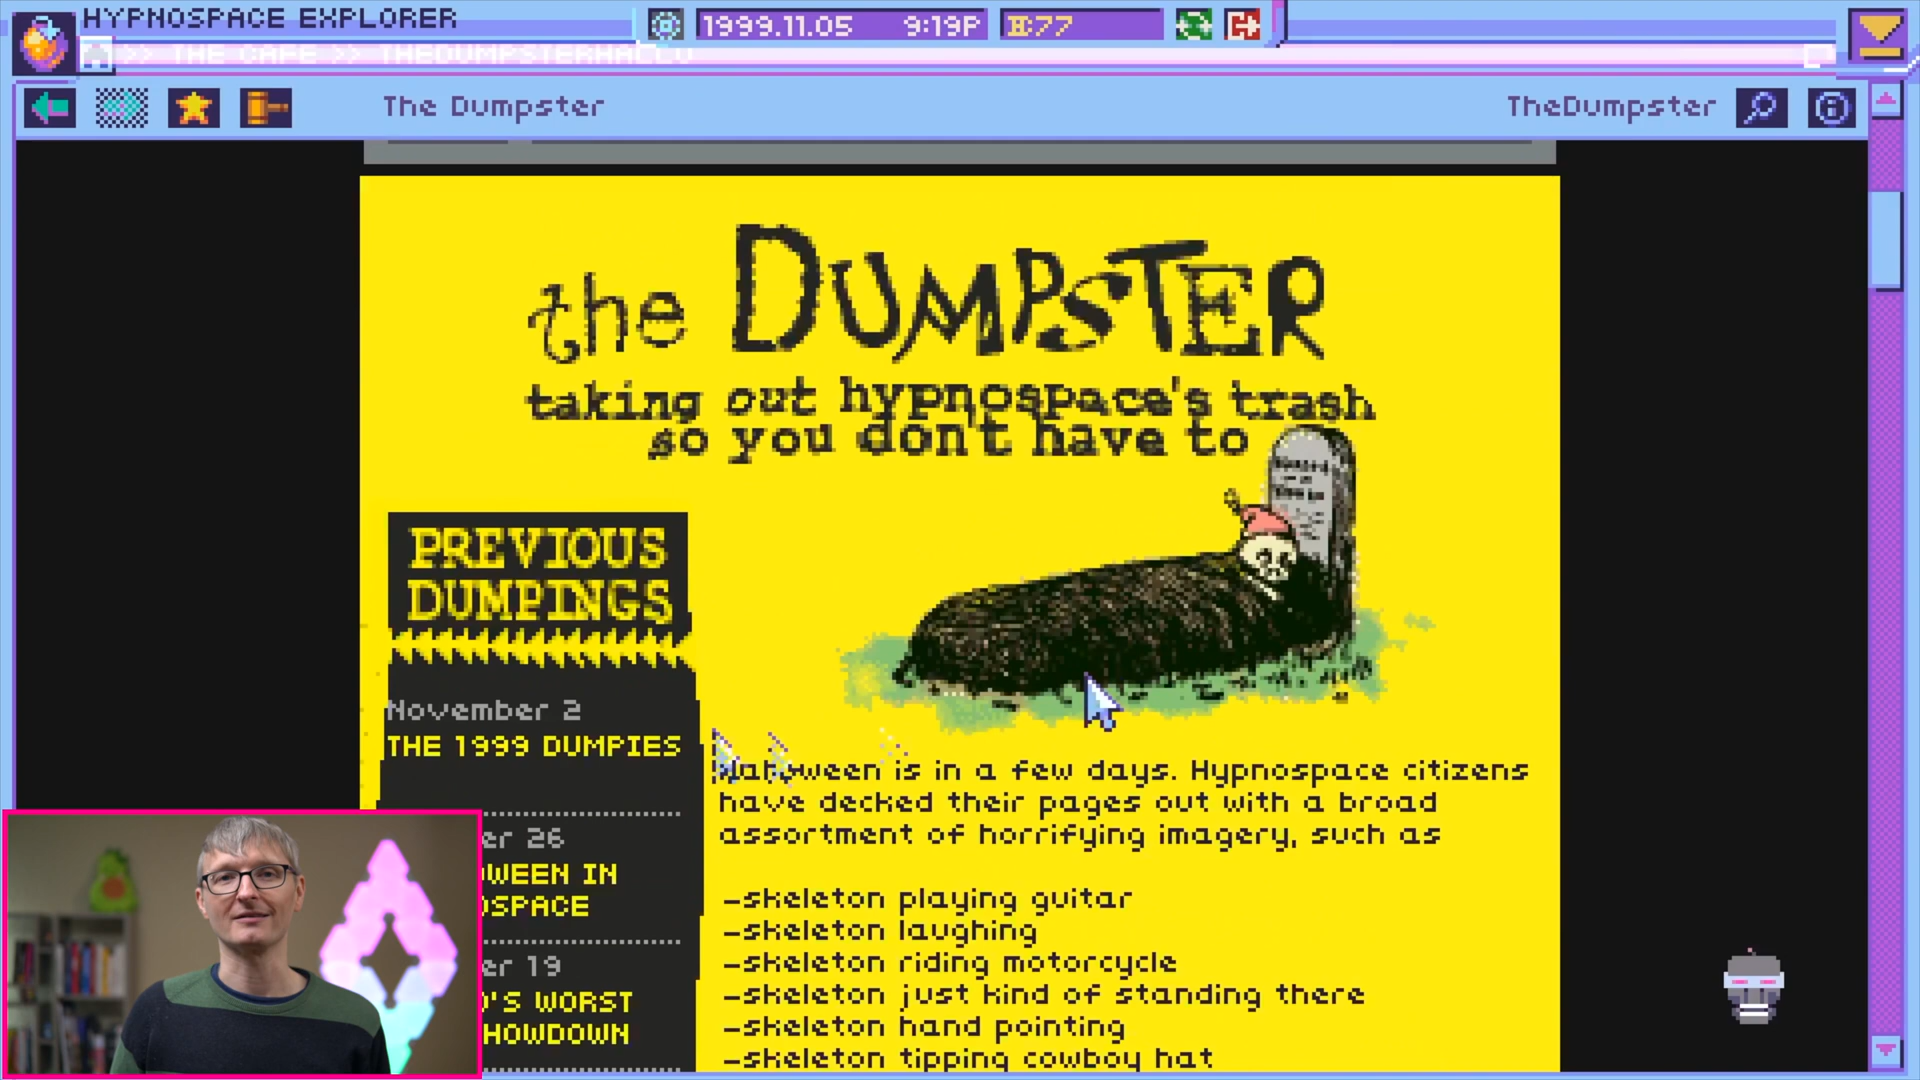 HYPNOSPACE EXPLORER
1999.11.05 9:19P
77
>> THE CAFE >> THEDUMPSTERHALLO
The Dumpster
TheDumpster
the DUMPSTER
taking out hypnospace's trash
so you don't have to
PREVIOUS
DUMPINGS
November 2
THE 1999 DUMPIES
er 26
WEEN IN
SPACE
er 19
'S WORST
HOWDOWN
Halloween is in a few days. Hypnospace citizens
have decked their pages out with a broad
assortment of horrifying imagery, such as
-skeleton playing guitar
-skeleton laughing
-skeleton riding motorcycle
-skeleton just kind of standing there
-skeleton hand pointing
-skeleton tipping cowboy hat